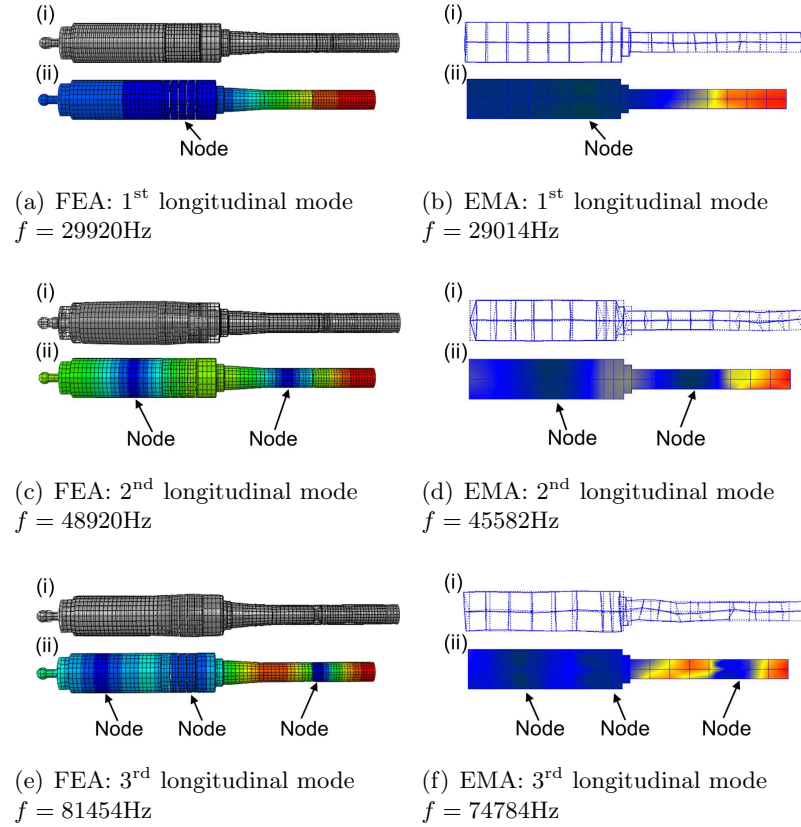 (i)
(ii)
Node
(a) FEA: 1st longitudinal mode
f = 29920Hz
(i)
(ii)
Node
(b) EMA: 1st longitudinal mode
f = 29014Hz
(i)
(ii)
Node
Node
(c) FEA: 2nd longitudinal mode
f = 48920Hz
(i)
(ii)
Node
Node
(d) EMA: 2nd longitudinal mode
f = 45582Hz
(i)
(ii)
Node
Node
Node
(e) FEA: 3rd longitudinal mode
f = 81454Hz
(i)
(ii)
Node
Node
Node
(f) EMA: 3rd longitudinal mode
f = 74784Hz